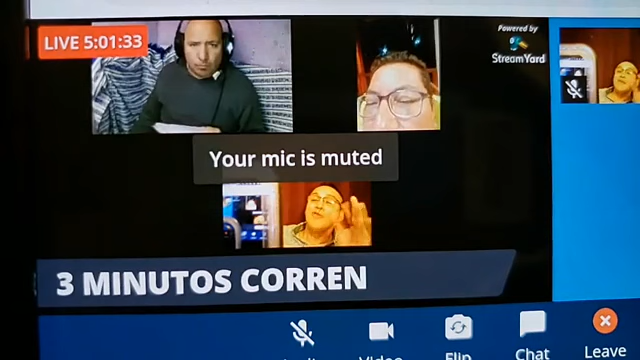 LIVE 5:01:33
Powered by
StreamYard
Your mic is muted
3 MINUTOS CORREN
Video
Flip
Chat
Leave